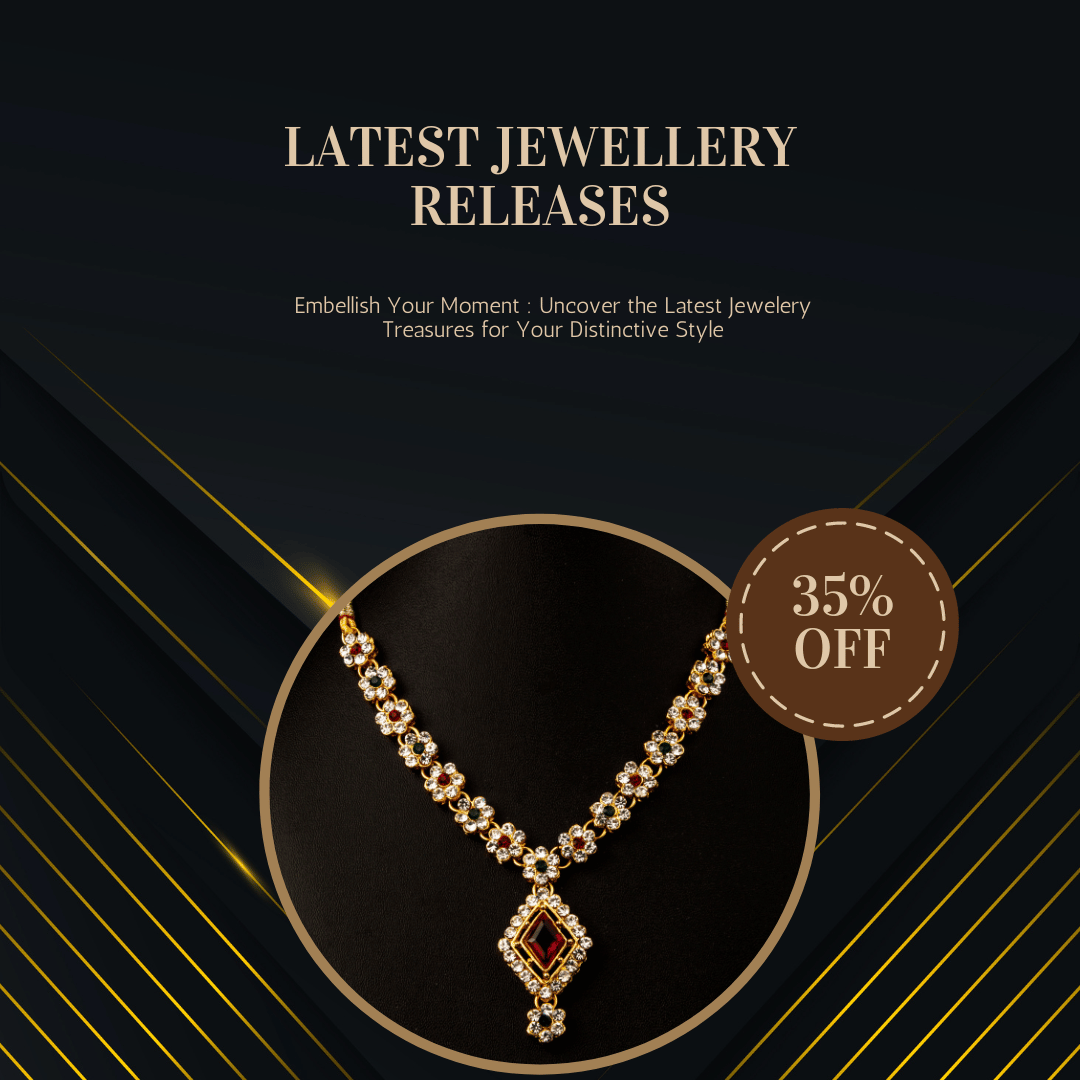 LATEST JEWELLERY
RELEASES
Embellish Your Moment : Uncover the Latest Jewelery
Treasures for Your Distinctive Style
35%
OFF